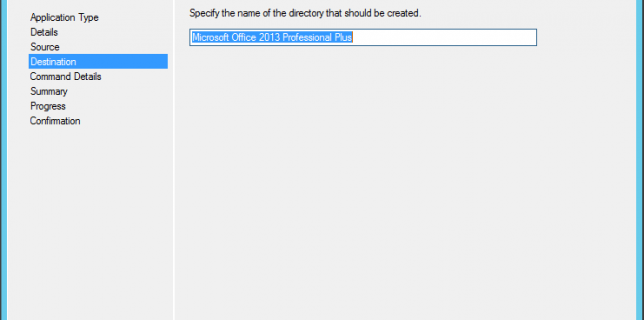 Application Type
Details
Source
Destination
Command Details
Summary
Progress
Confirmation
Specify the name of the directory that should be created.
Microsoft Office 2013 Professional Plus